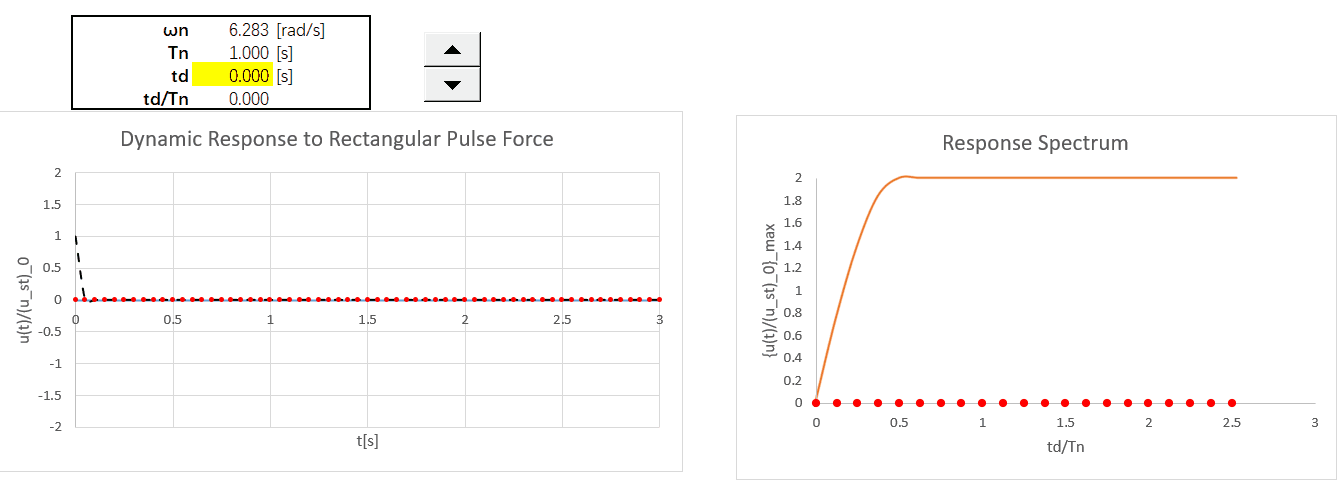 ωn 6.283 [rad/s]
Tn 1.000 [s]
td 0.000 [s]
td/Tn 0.000
Dynamic Response to Rectangular Pulse Force
2
1.5
1
0.5
0
-0.5
-1
-1.5
-2
0 0.5 1 1.5 2 2.5 3
u(t)/(u_st)_0
t[s]
Response Spectrum
2
1.8
1.6
1.4
1.2
1
0.8
0.6
0.4
0.2
0
0 0.5 1 1.5 2 2.5 3
{u(t)/(u_st)_0}_max
td/Tn